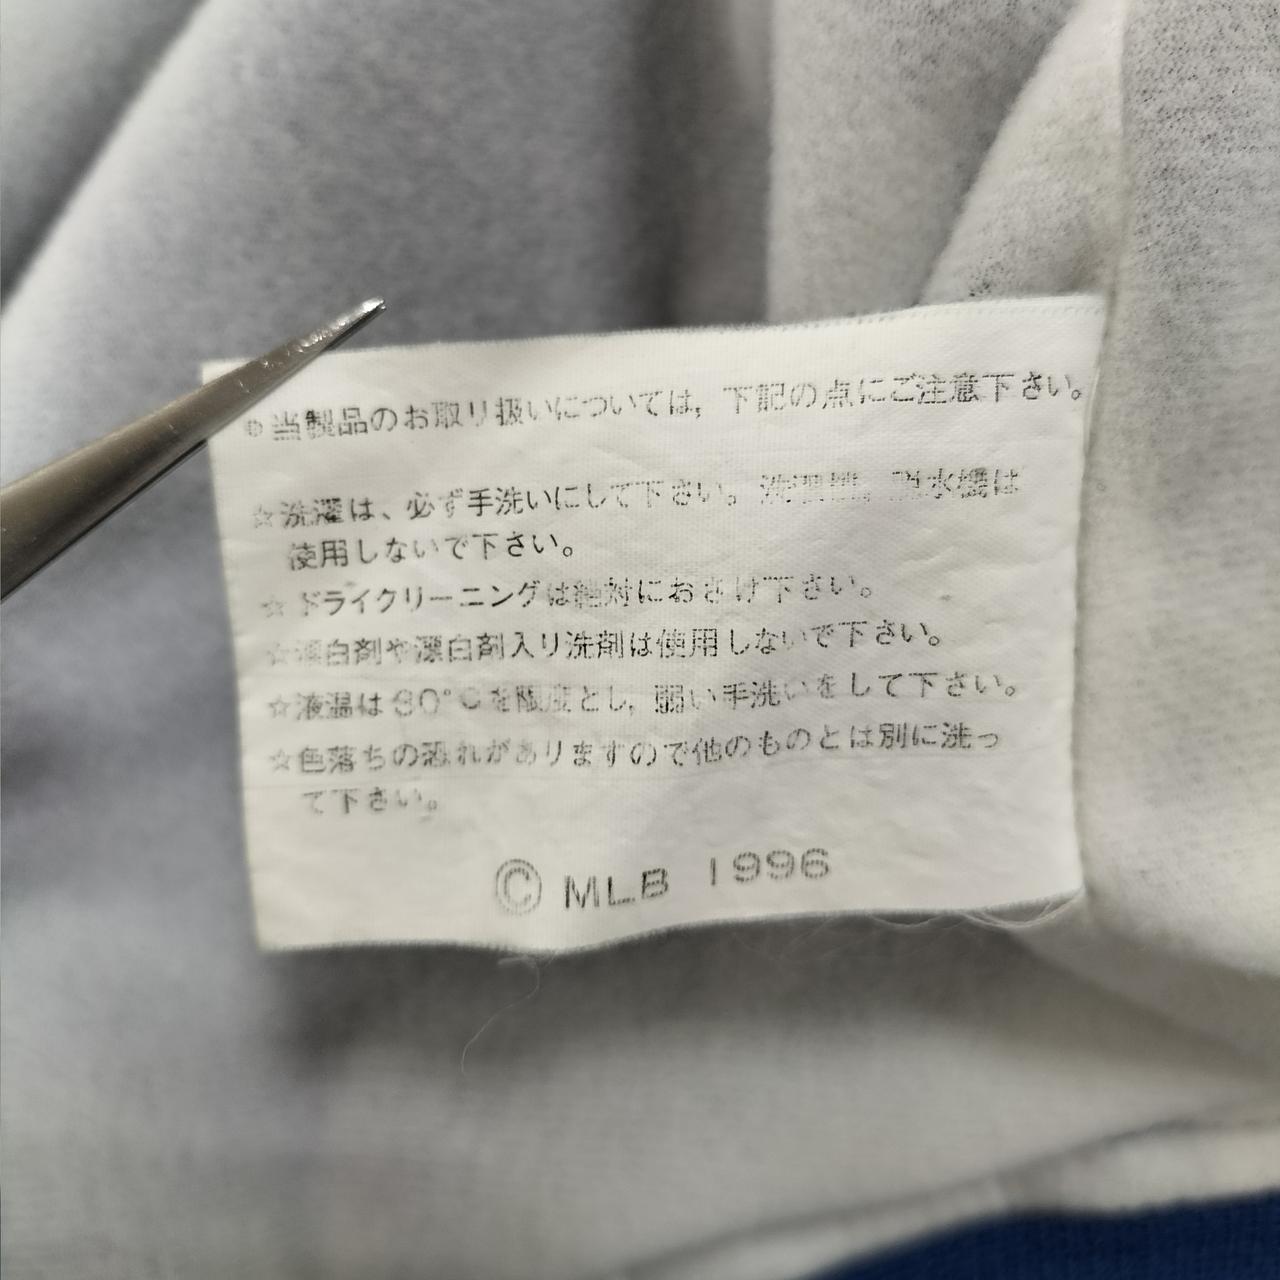 ※当製品のお取り扱いについては，下記の点にご注意下さい。
☆洗濯は、必ず手洗いにして下さい。洗濯機，脱水機は
使用しないで下さい。
☆ドライクリーニングは絶対におさけ下さい。
☆漂白剤や漂白剤入り洗剤は使用しないで下さい。
☆液温は30°Cを限度とし，弱い手洗いをして下さい。
☆色落ちの恐れがありますので他のものとは別に洗っ
て下さい。
© MLB 1996